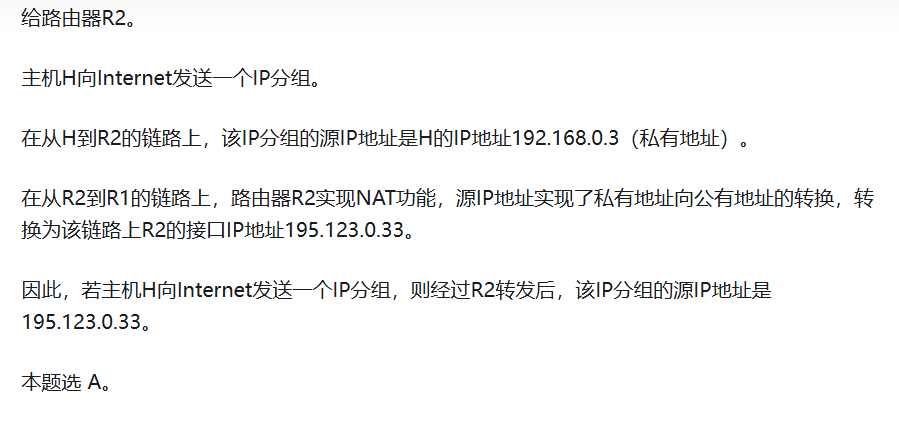 给路由器R2。
主机H向Internet发送一个IP分组。
在从H到R2的链路上，该IP分组的源IP地址是H的IP地址192.168.0.3（私有地址）。
在从R2到R1的链路上，路由器R2实现NAT功能，源IP地址实现了私有地址向公有地址的转换，转
换为该链路上R2的接口IP地址195.123.0.33。
因此，若主机H向Internet发送一个IP分组，则经过R2转发后，该IP分组的源IP地址是
195.123.0.33。
本题选 A。